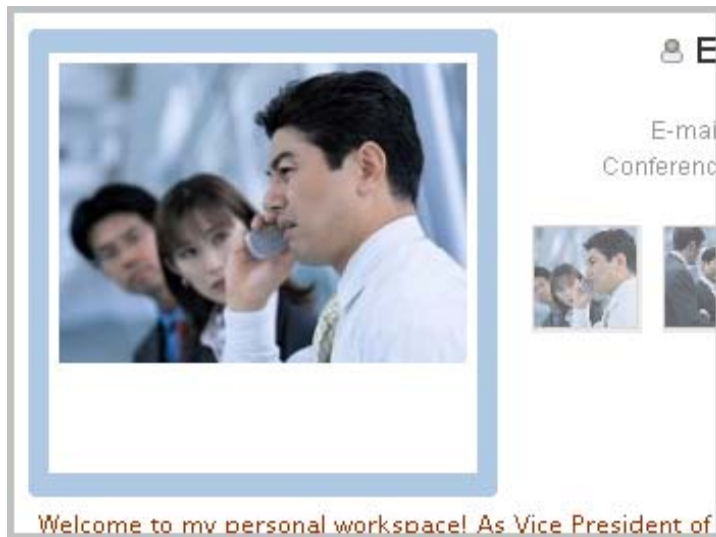 E
E-mai
Conferenc
Welcome to my personal workspace! As Vice President of